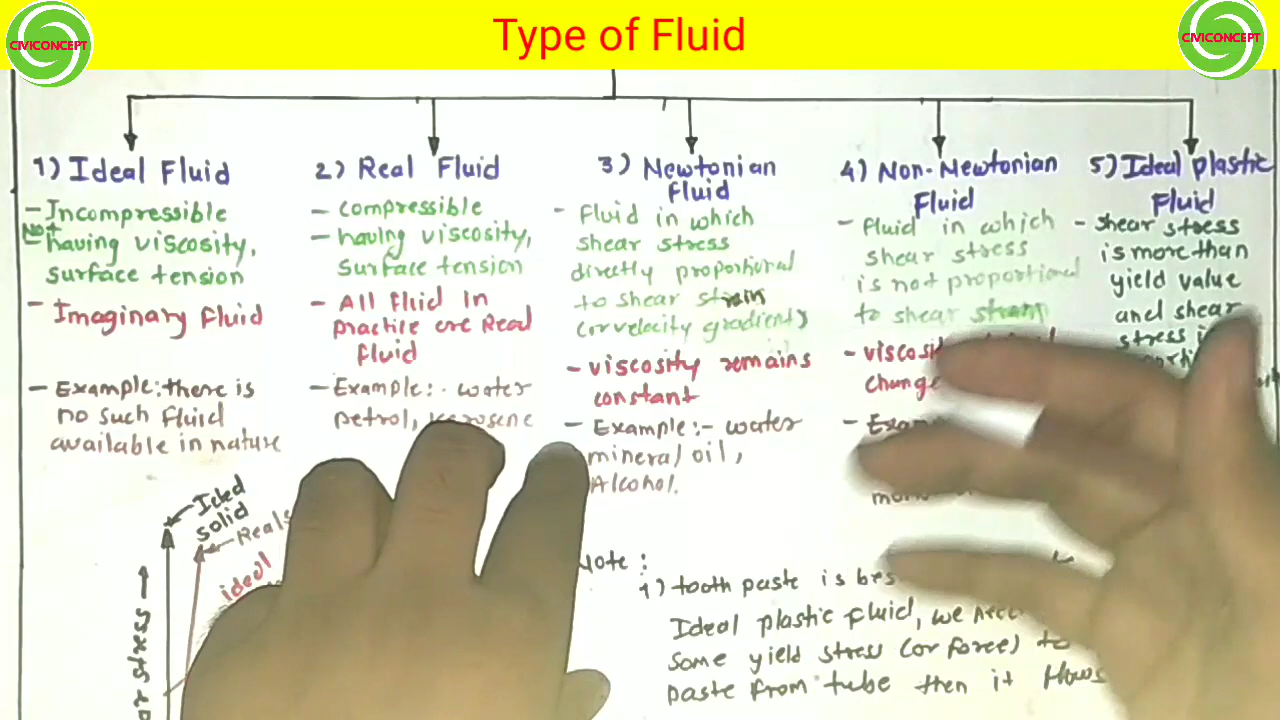 CIVICONCEPT
Type of Fluid
CIVICONCEPT
1) Ideal Fluid
- Incompressible
NOT
- having viscosity,
surface tension
- Imaginary fluid
- Example: there is
no such fluid
available in nature
2) Real Fluid
- compressible
- having viscosity,
surface tension
- All fluid in
practice are Real
fluid
- Example:- water
petrol, kerosene
3) Newtonian
Fluid
- Fluid in which
shear stress
directly proportional
to shear strain
(or velocity gradient)
- viscosity remains
constant
- Example:- water
mineral oil,
Alcohol.
4) Non-Newtonian
Fluid
- Fluid in which
shear stress
is not proportional
to shear strain
5) Ideal plastic
Fluid
- shear stress
is more than
yield value
and shear
stress
Ideal
solid
ideal
stress
Note :
1) tooth paste is
Ideal plastic fluid, we
some yield stress (or force) to
paste from tube then it flows